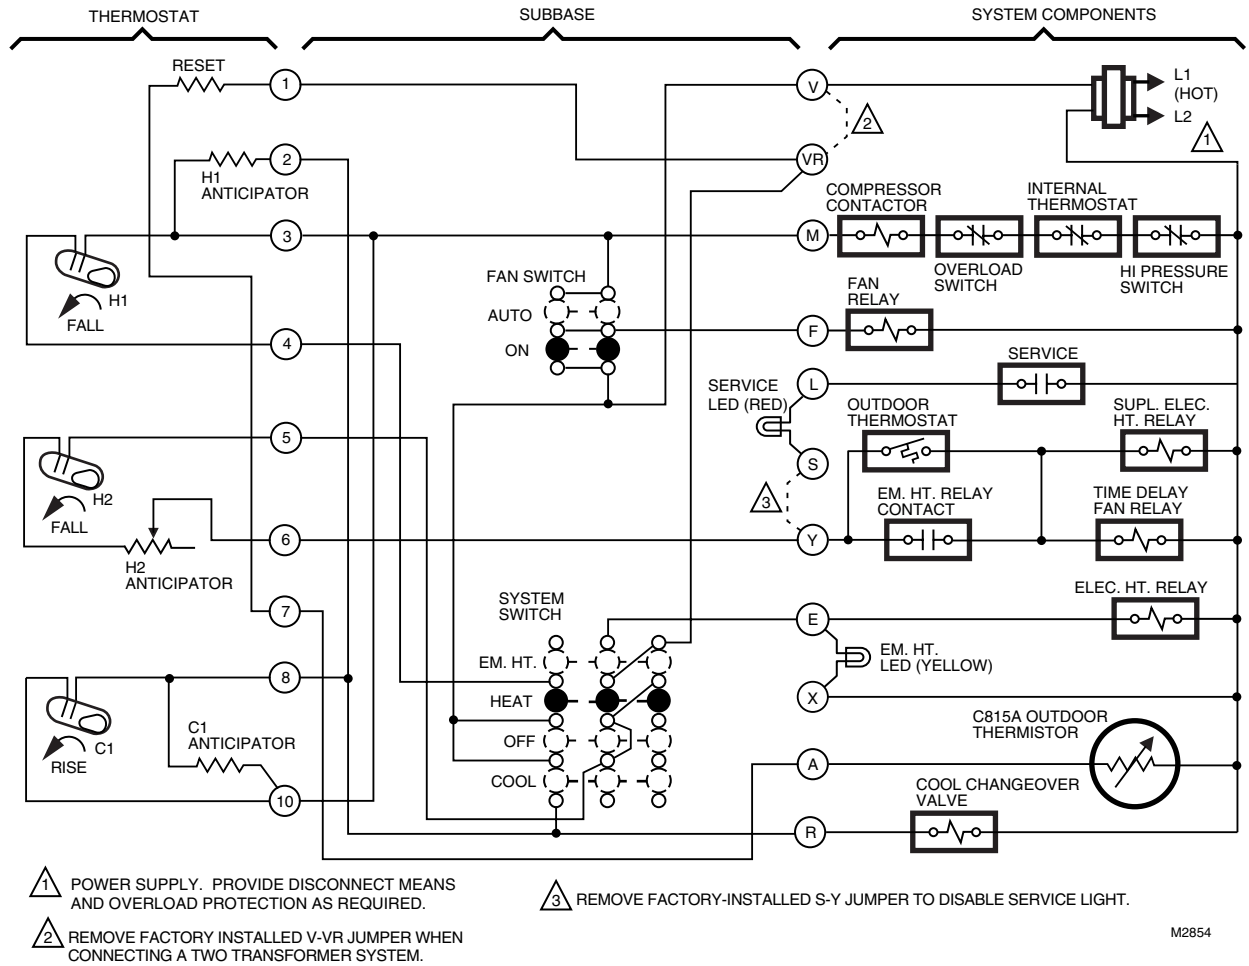 THERMOSTAT
SUBBASE
SYSTEM COMPONENTS
RESET
1
V
L1
(HOT)
L2
2
1
2
VR
H1
ANTICIPATOR
COMPRESSOR
CONTACTOR
INTERNAL
THERMOSTAT
3
M
OVERLOAD
SWITCH
HI PRESSURE
SWITCH
H1
FALL
FAN SWITCH
AUTO
ON
FAN
RELAY
F
4
SERVICE
SERVICE
LED (RED)
L
OUTDOOR
THERMOSTAT
SUPL. ELEC.
HT. RELAY
5
S
H2
FALL
3
EM. HT. RELAY
CONTACT
TIME DELAY
FAN RELAY
6
Y
H2
ANTICIPATOR
7
SYSTEM
SWITCH
E
ELEC. HT. RELAY
EM. HT.
LED (YELLOW)
EM. HT.
8
HEAT
X
C1
RISE
C1
ANTICIPATOR
OFF
C815A OUTDOOR
THERMISTOR
A
COOL
10
COOL CHANGEOVER
VALVE
R
1
POWER SUPPLY. PROVIDE DISCONNECT MEANS
AND OVERLOAD PROTECTION AS REQUIRED.
2
REMOVE FACTORY INSTALLED V-VR JUMPER WHEN
CONNECTING A TWO TRANSFORMER SYSTEM.
3
REMOVE FACTORY-INSTALLED S-Y JUMPER TO DISABLE SERVICE LIGHT.
M2854